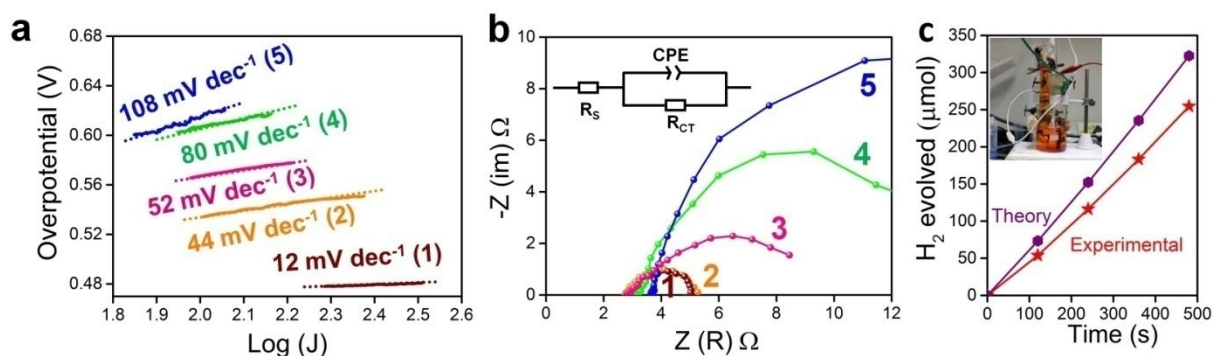 a
0.68
0.64
0.60
0.56
0.52
0.48
Overpotential (V)
108 mV dec⁻¹ (5)
80 mV dec⁻¹ (4)
52 mV dec⁻¹ (3)
44 mV dec⁻¹ (2)
12 mV dec⁻¹ (1)
1.8 1.9 2.0 2.1 2.2 2.3 2.4 2.5 2.6
Log (J)
b
10
8
6
4
2
0
-Z (im) Ω
CPE
R_S
R_CT
5
4
3
2
1
0 2 4 6 8 10 12
Z (R) Ω
c
350
300
250
200
150
100
50
0
H₂ evolved (μmol)
Theory
Experimental
0 100 200 300 400 500
Time (s)